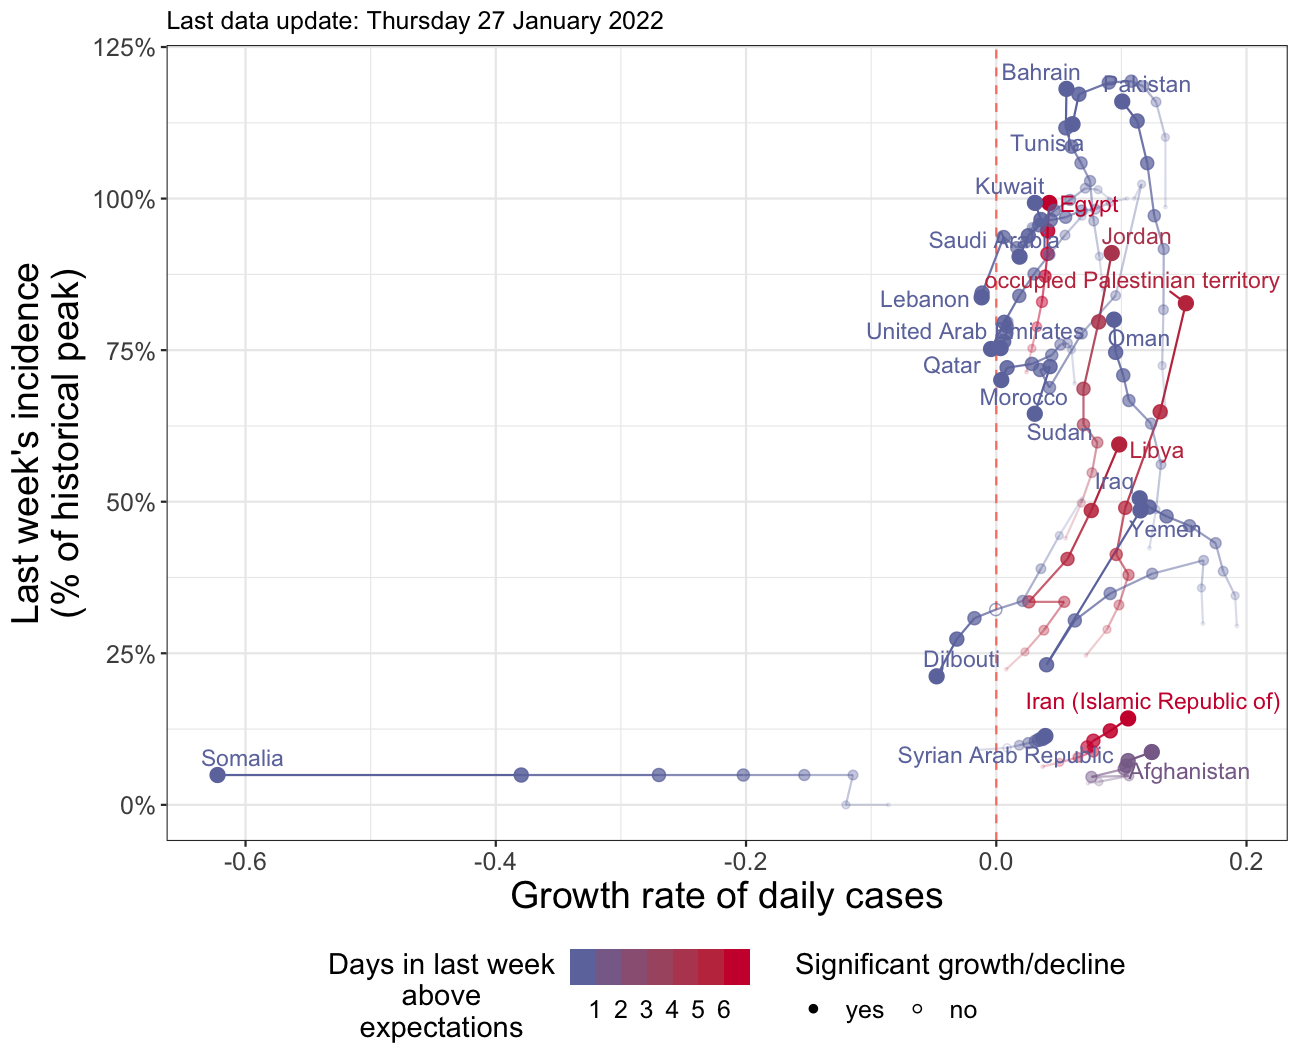 Last data update: Thursday 27 January 2022
125%
100%
75%
50%
25%
0%
Last week's incidence
(% of historical peak)
Bahrain
Pakistan
Tunisia
Kuwait
Egypt
Saudi Arabia
Jordan
occupied Palestinian territory
Lebanon
United Arab Emirates
Oman
Qatar
Morocco
Sudan
Libya
Iraq
Yemen
Djibouti
Iran (Islamic Republic of)
Somalia
Syrian Arab Republic
Afghanistan
-0.6
-0.4
-0.2
0.0
0.2
Growth rate of daily cases
Days in last week
above
expectations
1 2 3 4 5 6
Significant growth/decline
yes
no